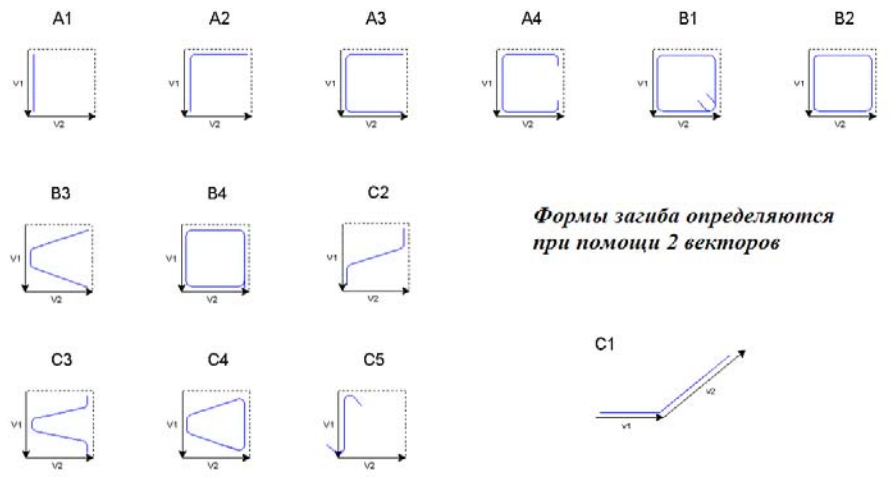 A1 A2 A3 A4 B1 B2
V1 V1 V1 V1 V1 V1
V2 V2 V2 V2 V2 V2
B3 B4 C2
Формы загиба определяются
при помощи 2 векторов
V1 V1 V1
V2 V2 V2
C1
C3 C4 C5
V2
V1 V1 V1
V1
V2 V2 V2